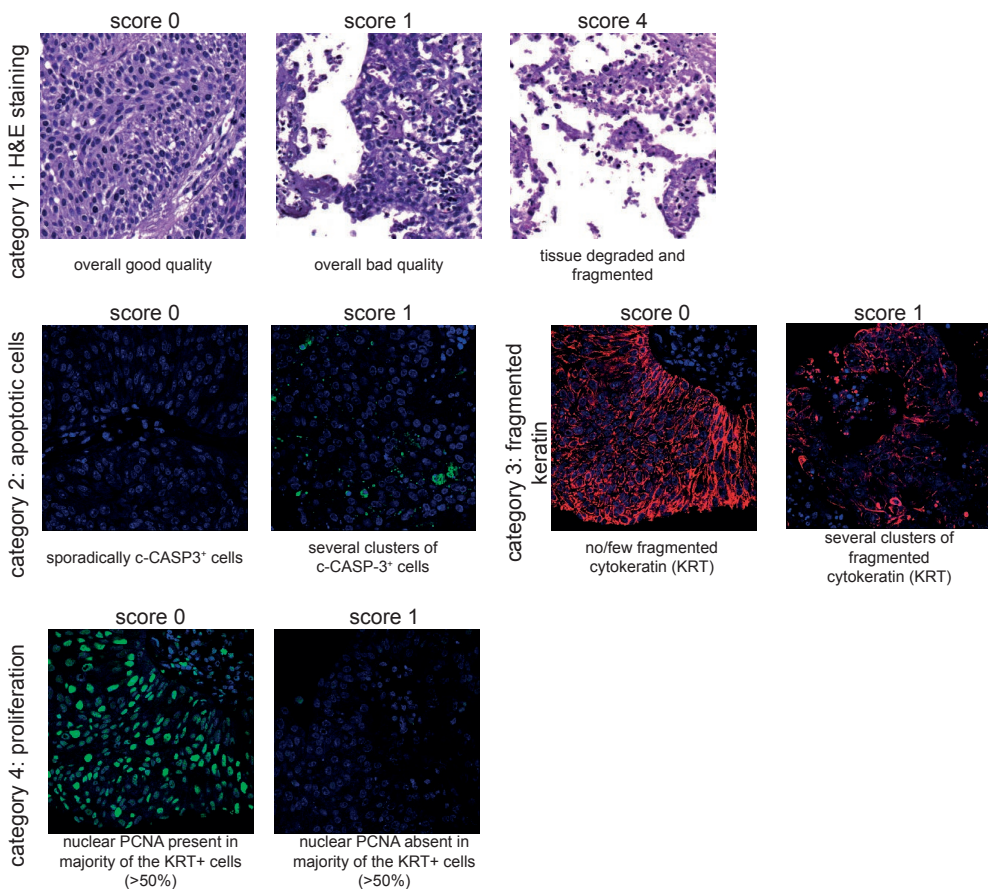 score 0
score 1
score 4
category 1: H&E staining
overall good quality
overall bad quality
tissue degraded and
fragmented
score 0
score 1
score 0
score 1
category 2: apoptotic cells
category 3: fragmented
keratin
sporadically c-CASP3⁺ cells
several clusters of
c-CASP-3⁺ cells
no/few fragmented
cytokeratin (KRT)
several clusters of
fragmented
cytokeratin (KRT)
score 0
score 1
category 4: proliferation
nuclear PCNA present in
majority of the KRT+ cells
(>50%)
nuclear PCNA absent in
majority of the KRT+ cells
(>50%)